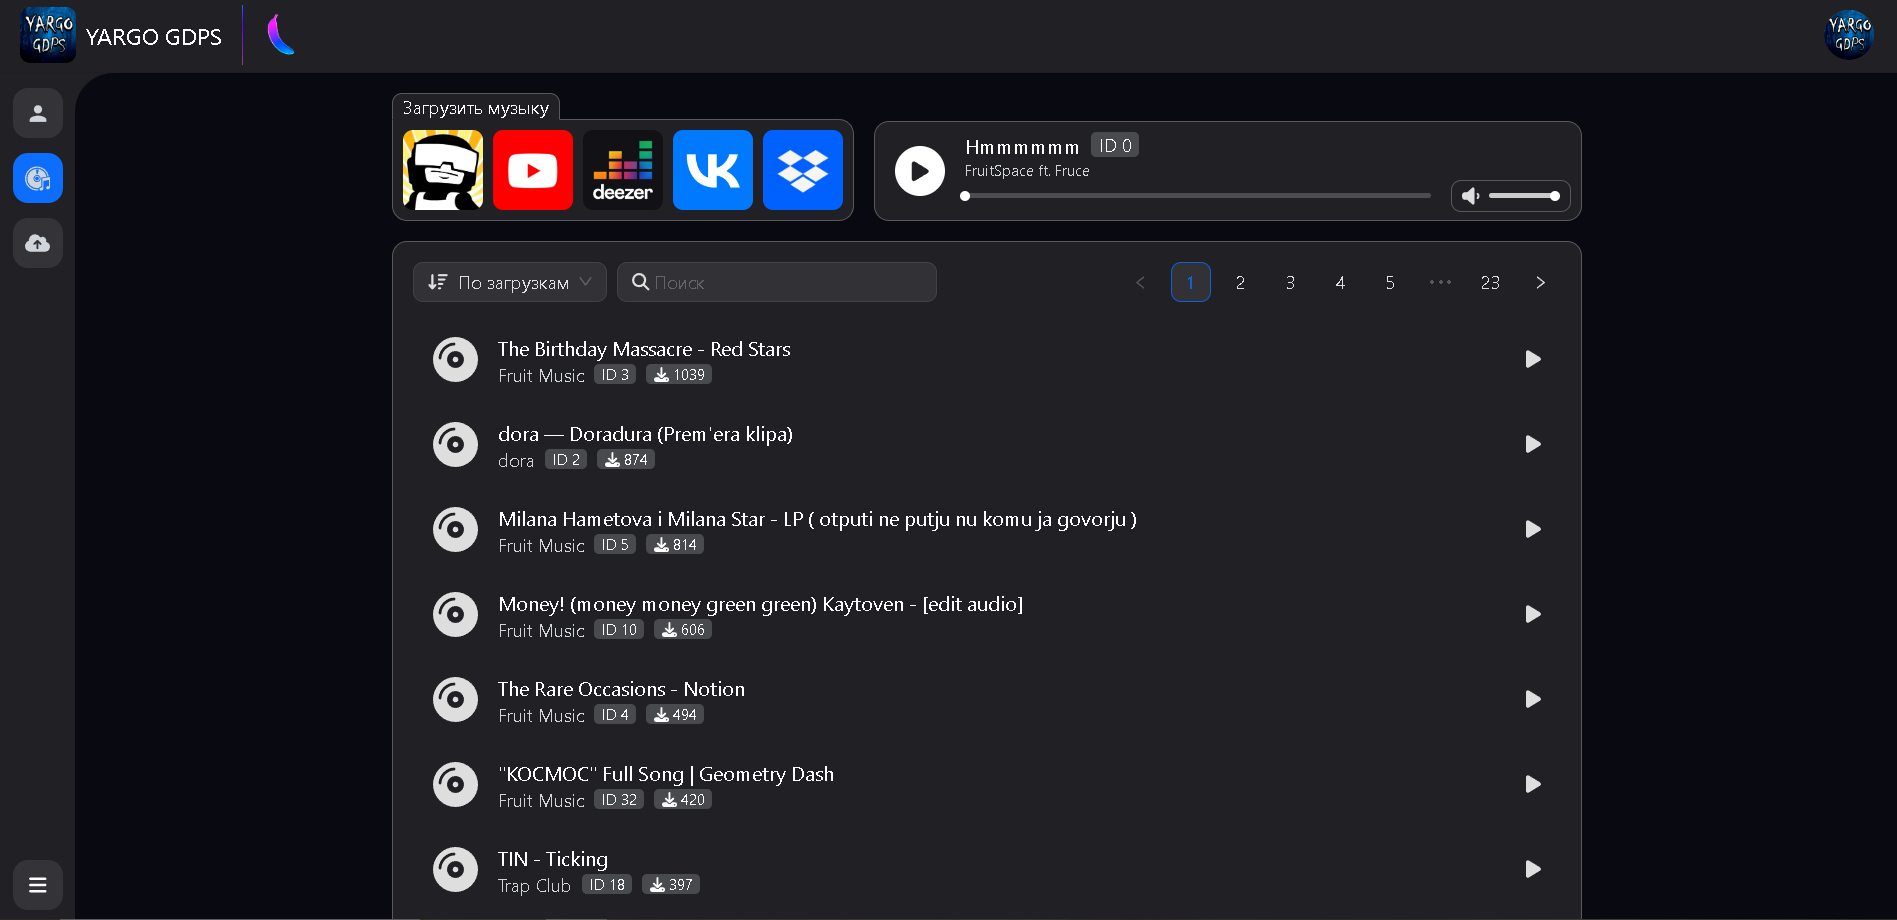 YARGO GDPS
YARGO GDPS
YARGO GDPS
Загрузить музыку
deezer
Hmmmmmm ID 0
FruitSpace ft. Fruce
По загрузкам
Поиск
1 2 3 4 5 ••• 23
The Birthday Massacre - Red Stars
Fruit Music ID 3 1039
dora — Doradura (Prem'era klipa)
dora ID 2 874
Milana Hametova i Milana Star - LP ( otputi ne putju nu komu ja govorju )
Fruit Music ID 5 814
Money! (money money green green) Kaytoven - [edit audio]
Fruit Music ID 10 606
The Rare Occasions - Notion
Fruit Music ID 4 494
"KOCMOC" Full Song | Geometry Dash
Fruit Music ID 32 420
TIN - Ticking
Trap Club ID 18 397